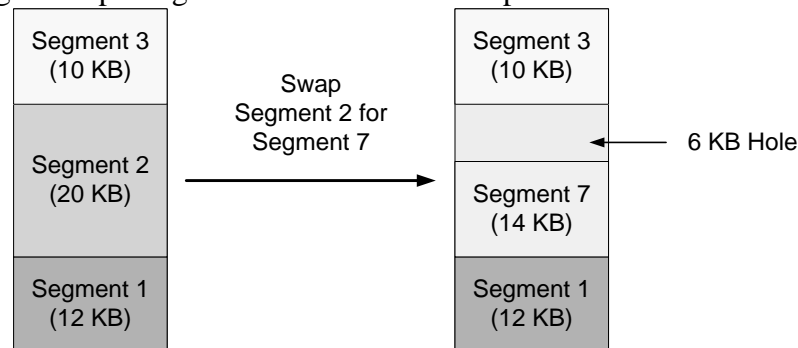 Segment 3
(10 KB)
Segment 2
(20 KB)
Segment 1
(12 KB)
Swap
Segment 2 for
Segment 7
Segment 3
(10 KB)
6 KB Hole
Segment 7
(14 KB)
Segment 1
(12 KB)